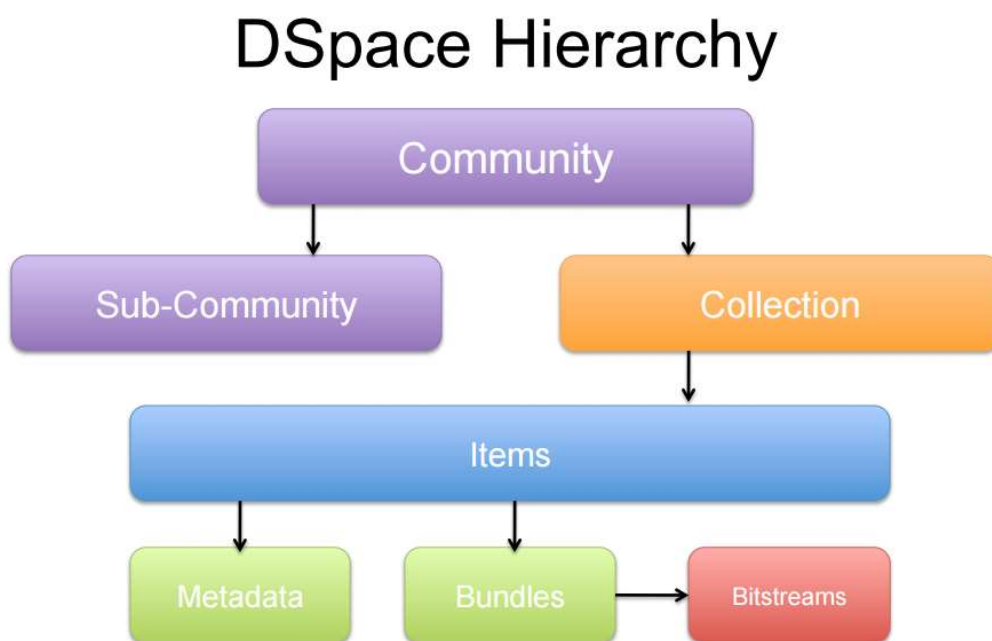 DSpace Hierarchy
Community
Sub-Community
Collection
Items
Metadata
Bundles
Bitstreams